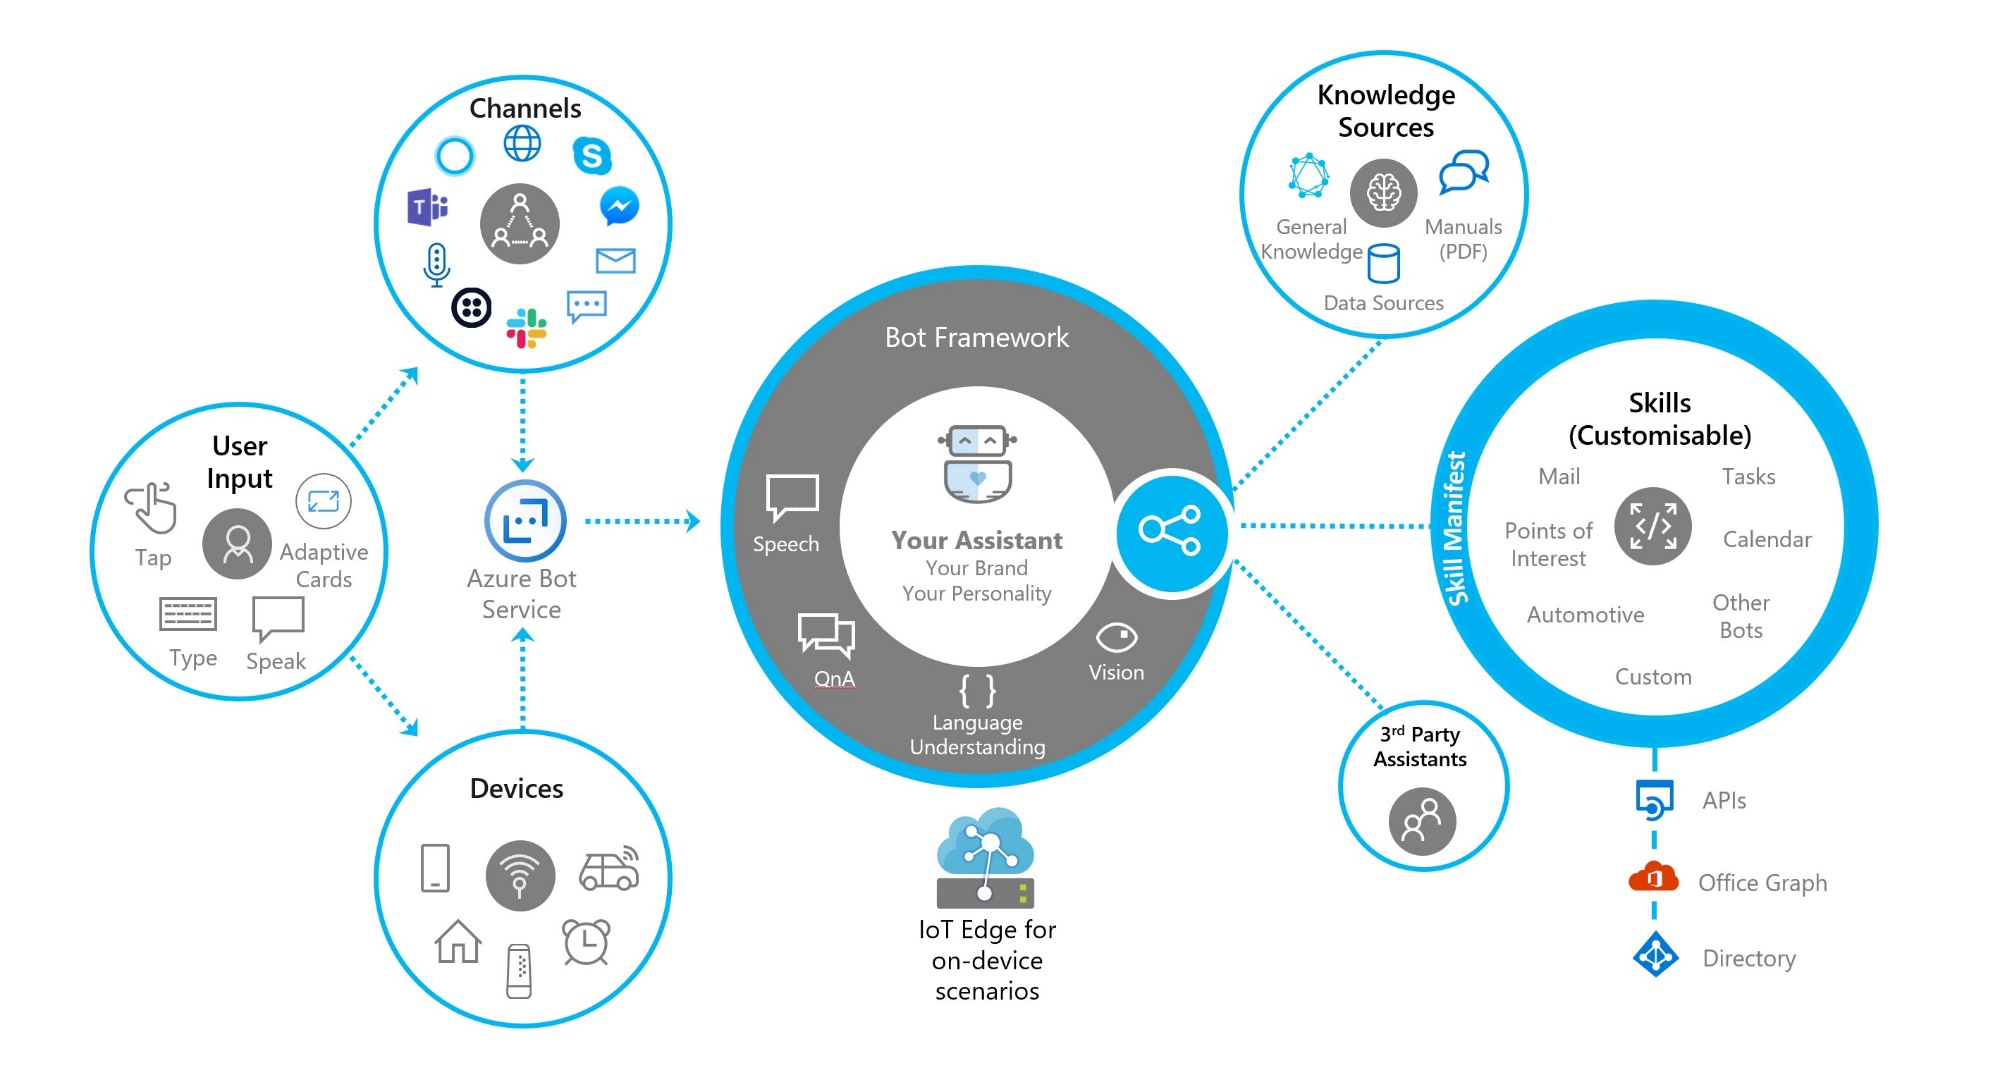 Channels
User
Input
Tap
Adaptive
Cards
Type
Speak
Azure Bot
Service
Devices
Bot Framework
Your Assistant
Your Brand
Your Personality
Speech
QnA
Language
Understanding
Vision
IoT Edge for
on-device
scenarios
Knowledge
Sources
General
Knowledge
Manuals
(PDF)
Data Sources
Skill Manifest
Skills
(Customisable)
Mail
Tasks
Points of
Interest
Calendar
Automotive
Other
Bots
Custom
3rd Party
Assistants
APIs
Office Graph
Directory